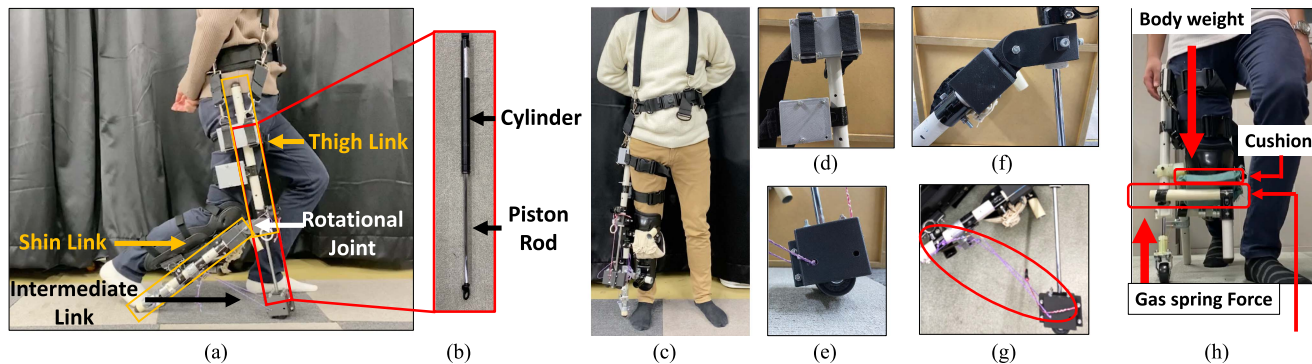 Thigh Link
Shin Link
Rotational
Joint
Intermediate
Link
Cylinder
Piston
Rod
Body weight
Cushion
Gas spring Force
(a)
(b)
(c)
(d)
(e)
(f)
(g)
(h)